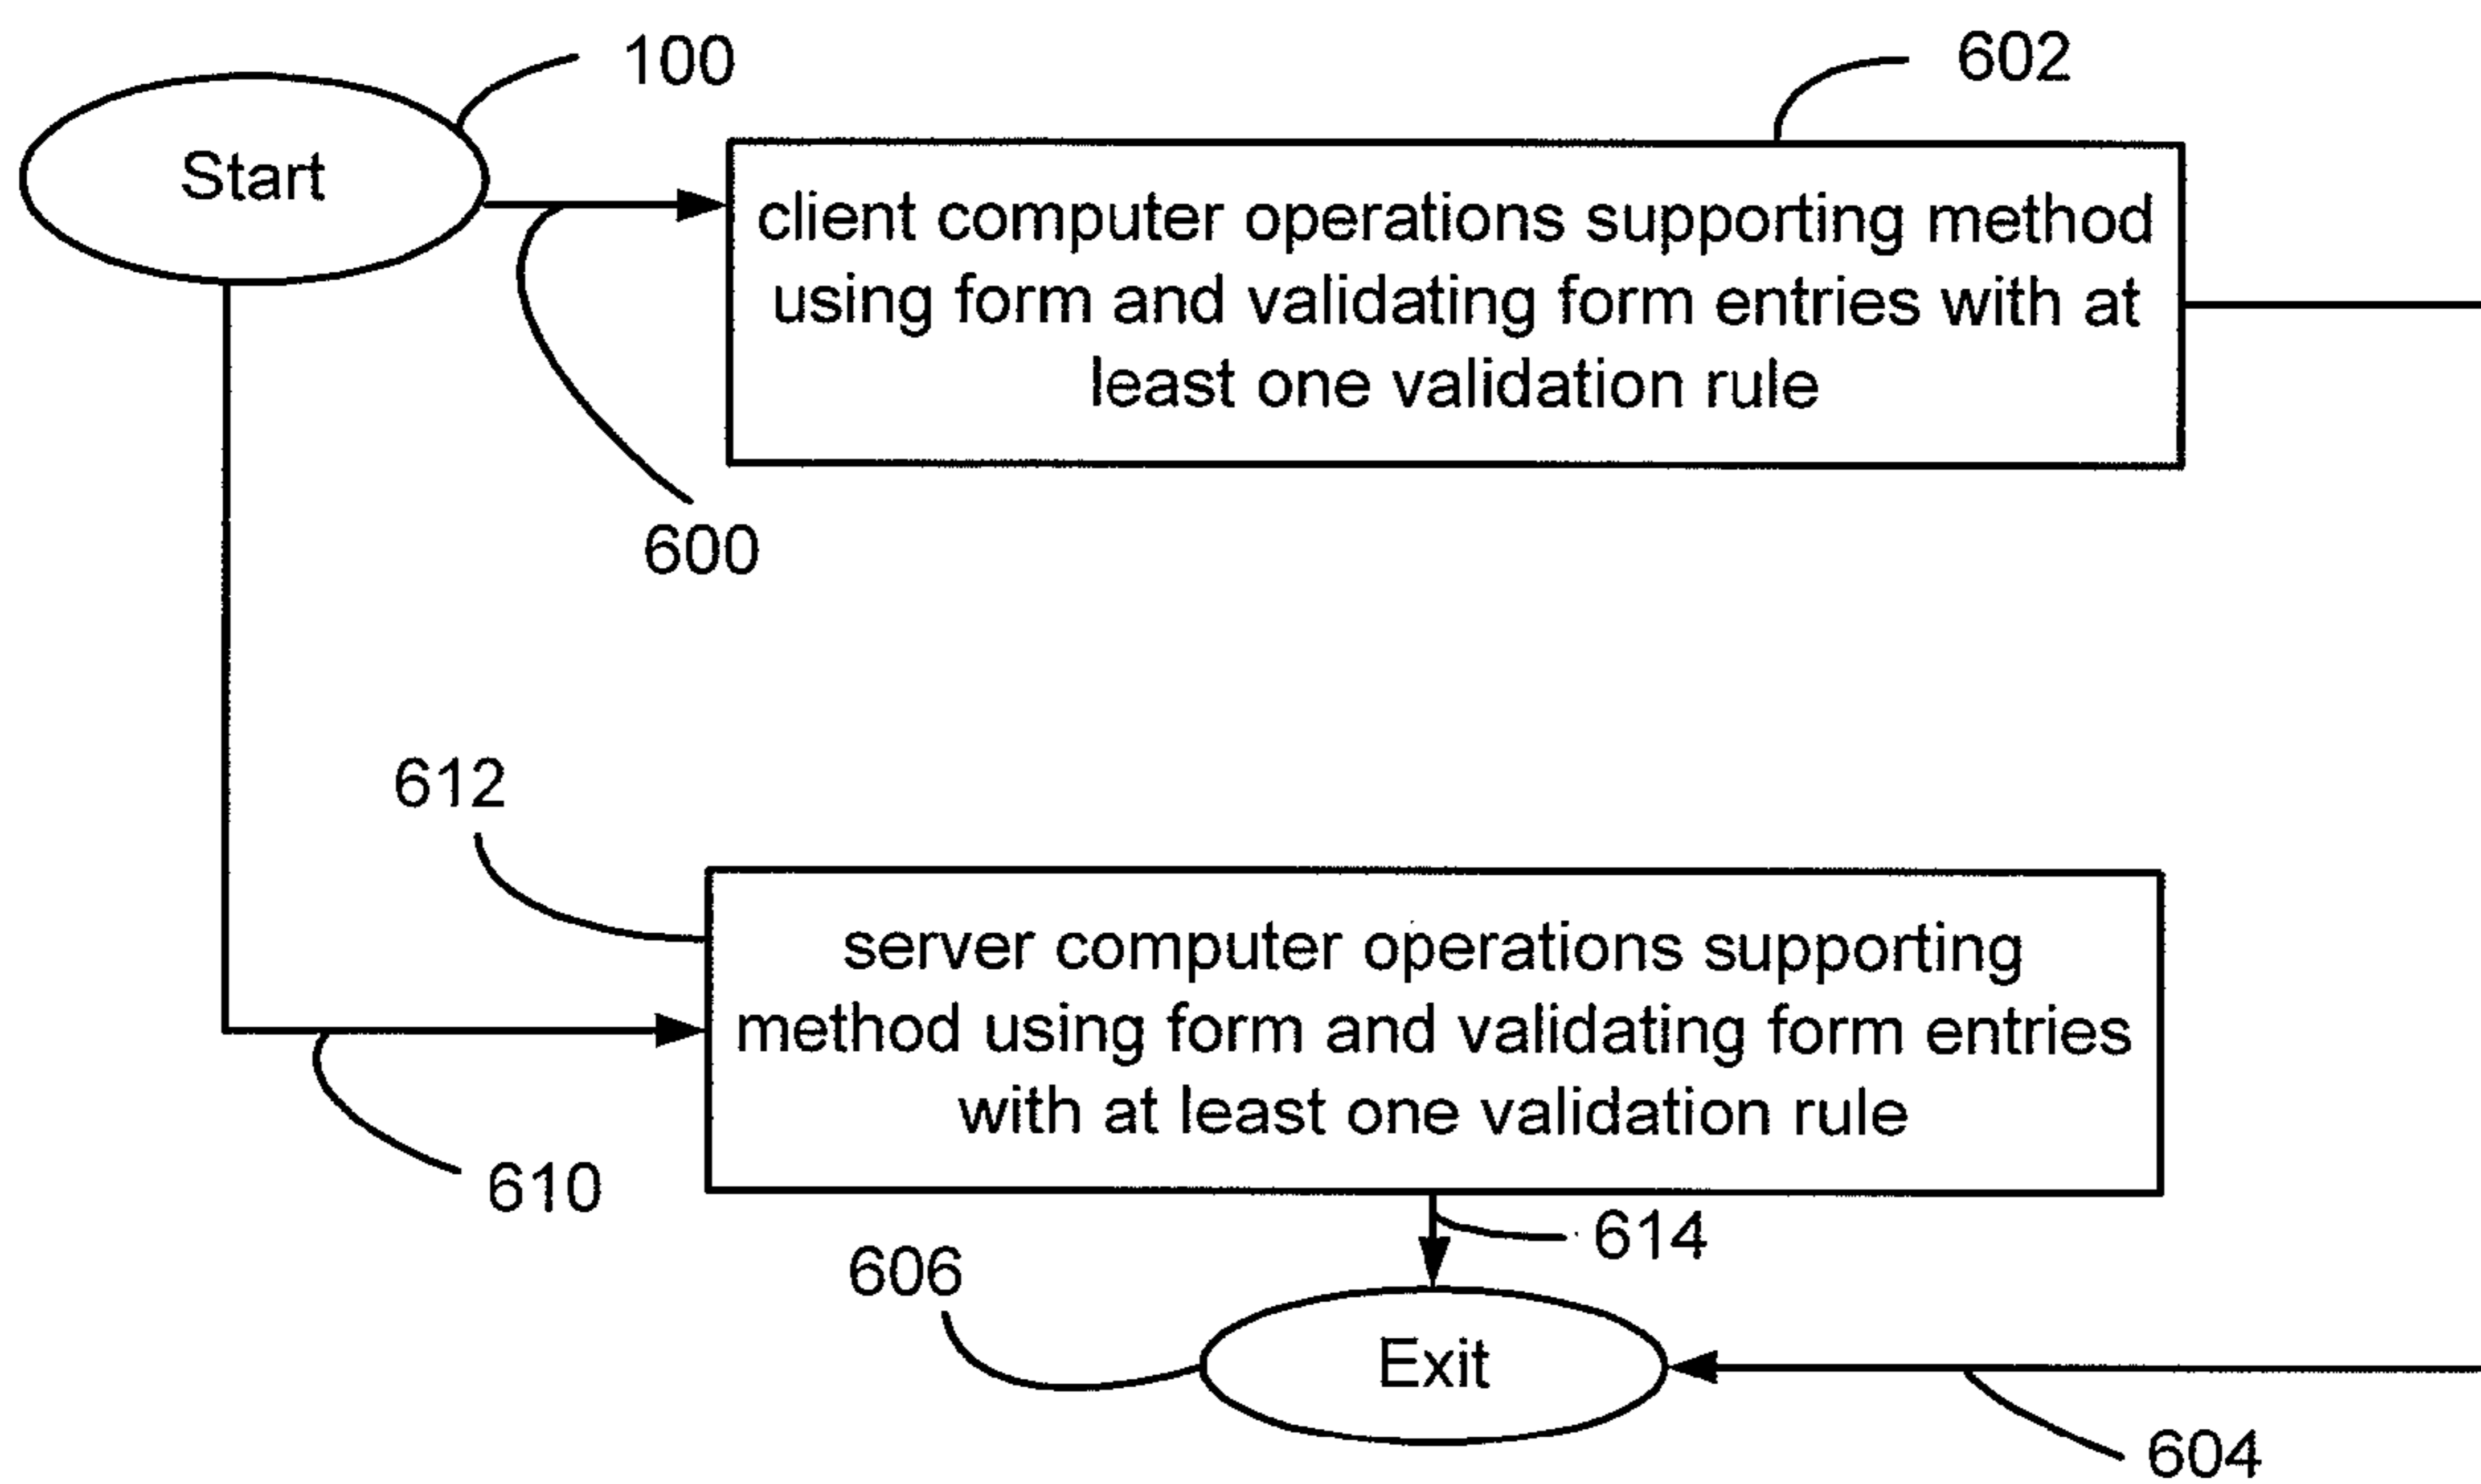 100
602
Start
client computer operations supporting method
using form and validating form entries with at
least one validation rule
600
612
server computer operations supporting
method using form and validating form entries
with at least one validation rule
610
614
606
Exit
604